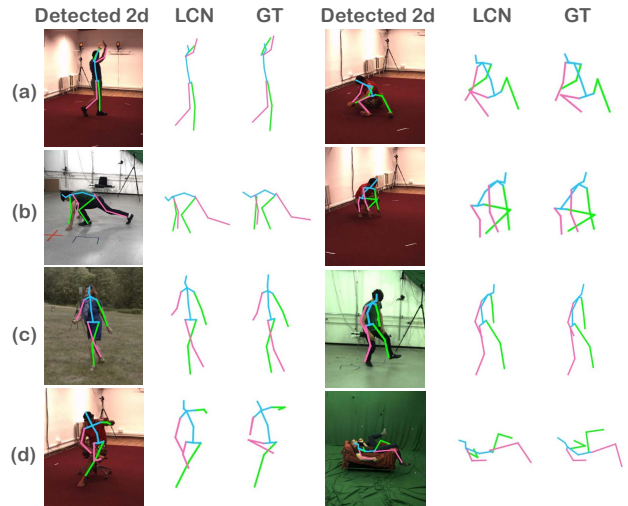 Detected 2d LCN GT Detected 2d LCN GT
(a)
(b)
(c)
(d)